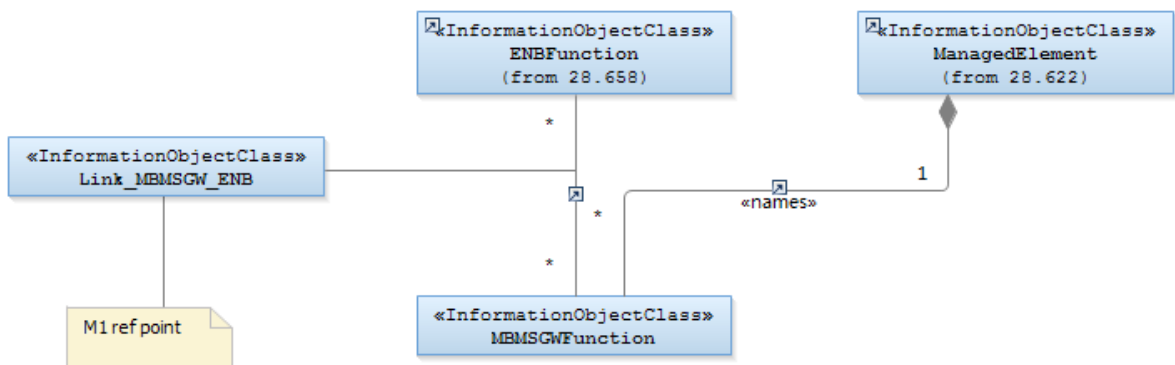 «InformationObjectClass»
ENBFunction
(from 28.658)
«InformationObjectClass»
ManagedElement
(from 28.622)
*
«InformationObjectClass»
Link_MBMSGW_ENB
1
«names»
*
*
M1 ref point
«InformationObjectClass»
MBMSGWFunction